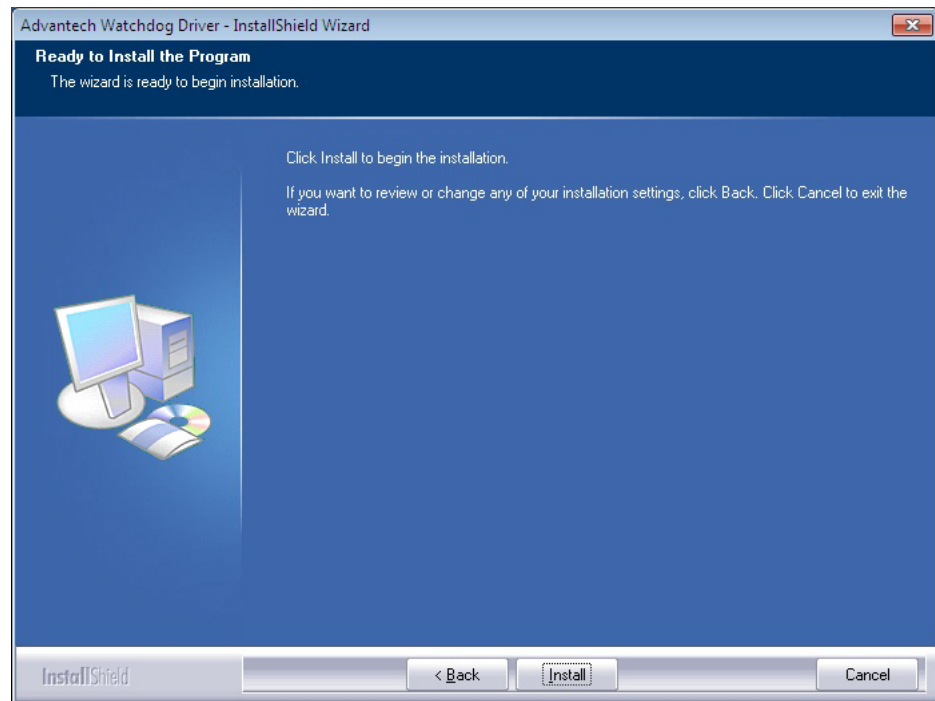 Advantech Watchdog Driver - InstallShield Wizard
Ready to Install the Program
The wizard is ready to begin installation.
Click Install to begin the installation.
If you want to review or change any of your installation settings, click Back. Click Cancel to exit the
wizard.
InstallShield
< Back
Install
Cancel